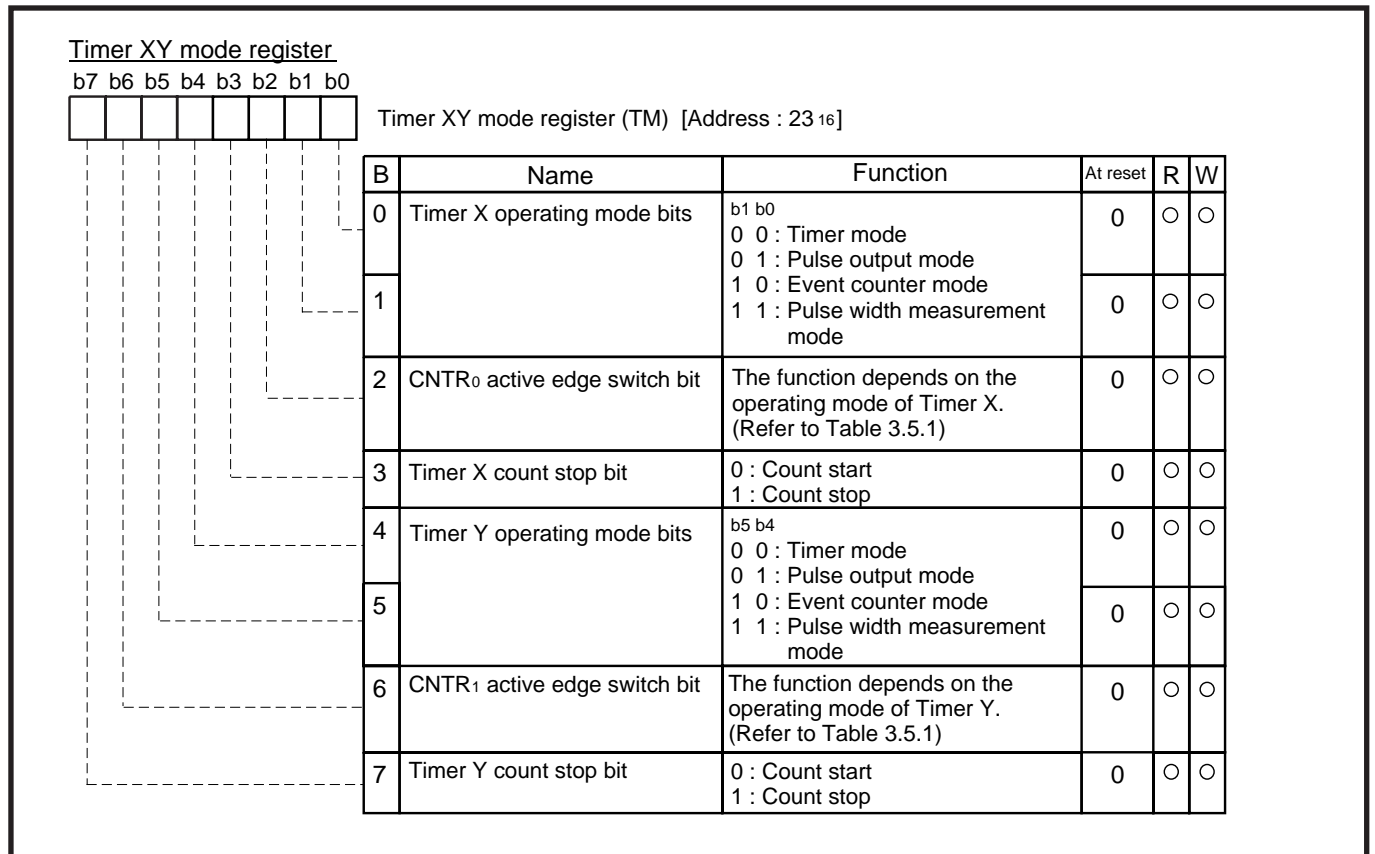 Timer XY mode register
b7 b6 b5 b4 b3 b2 b1 b0
Timer XY mode register (TM) [Address : 23 16]
B Name Function At reset R W
0 Timer X operating mode bits b1 b0 0 ○ ○
0 0 : Timer mode
0 1 : Pulse output mode
1 0 : Event counter mode
1 0 ○ ○
1 1 : Pulse width measurement
mode
2 CNTR0 active edge switch bit The function depends on the 0 ○ ○
operating mode of Timer X.
(Refer to Table 3.5.1)
3 Timer X count stop bit 0 : Count start 0 ○ ○
1 : Count stop
4 Timer Y operating mode bits b5 b4 0 ○ ○
0 0 : Timer mode
0 1 : Pulse output mode
5 1 0 : Event counter mode 0 ○ ○
1 1 : Pulse width measurement
mode
6 CNTR1 active edge switch bit The function depends on the 0 ○ ○
operating mode of Timer Y.
(Refer to Table 3.5.1)
7 Timer Y count stop bit 0 : Count start 0 ○ ○
1 : Count stop